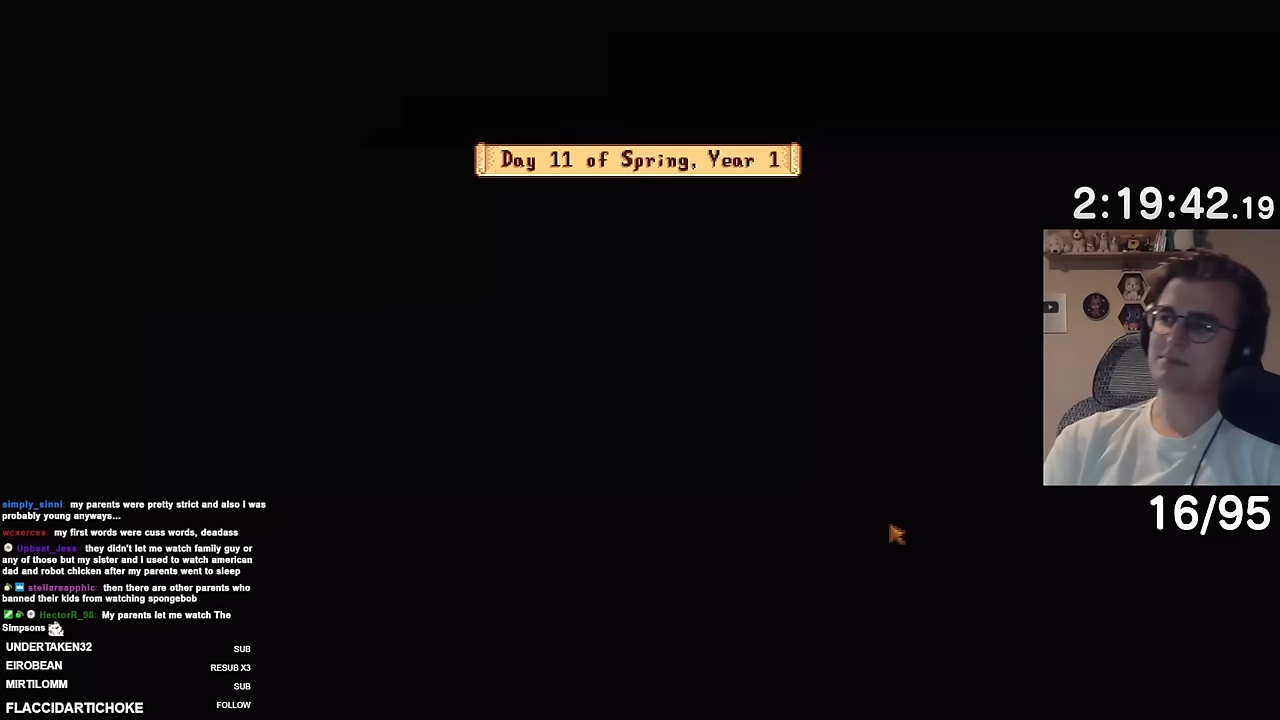 Day 11 of Spring, Year 1
2:19:42.19
16/95
simply_sinni: my parents were pretty strict and also i was
probably young anyways...
wcxerces: my first words were cuss words, deadass
Upbeat_Jess: they didn't let me watch family guy or
any of those but my sister and i used to watch american
dad and robot chicken after my parents went to sleep
stellarsapphic: then there are other parents who
banned their kids from watching spongebob
HectorR_98: My parents let me watch The
Simpsons
UNDERTAKEN32 SUB
EIROBEAN RESUB X3
MIRTILOMM SUB
FLACCIDARTICHOKE FOLLOW